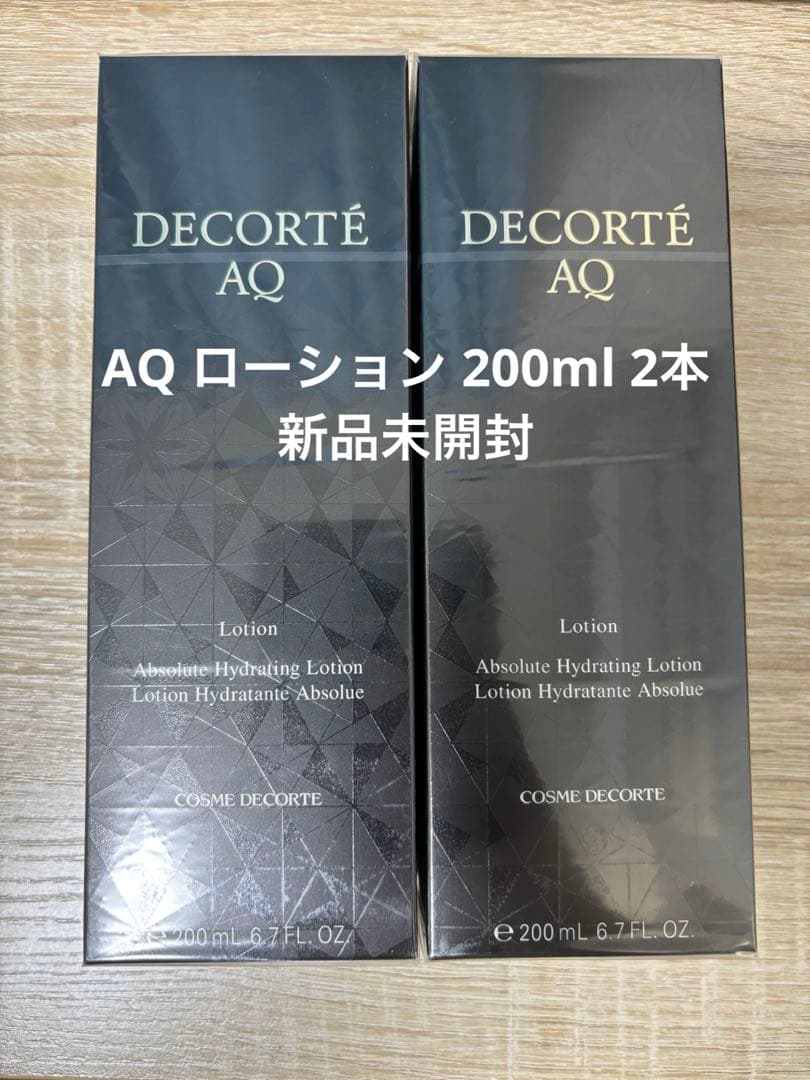 DECORTÉ
AQ
DECORTÉ
AQ
AQ ローション 200ml 2本
新品未開封
Lotion
Absolute Hydrating Lotion
Lotion Hydratante Absolue
COSME DECORTE
℮ 200 mL 6.7 FL. OZ.
Lotion
Absolute Hydrating Lotion
Lotion Hydratante Absolue
COSME DECORTE
℮ 200 mL 6.7 FL. OZ.